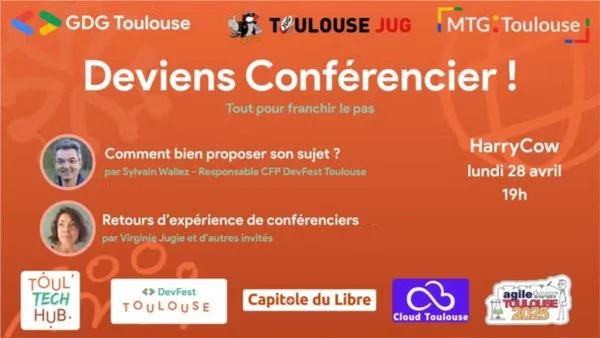 GDG Toulouse
TOULOUSE JUG
MTG:Toulouse
Deviens Conférencier !
Tout pour franchir le pas
Comment bien proposer son sujet ?
par Sylvain Wallez - Responsable CFP DevFest Toulouse
HarryCow
lundi 28 avril
19h
Retours d'expérience de conférenciers
par Virginie Jugie et d'autres invités
TOUL'
TECH
HUB.
DevFest
TOULOUSE
Capitole du Libre
Cloud Toulouse
agile tour
TOULOUSE
2025